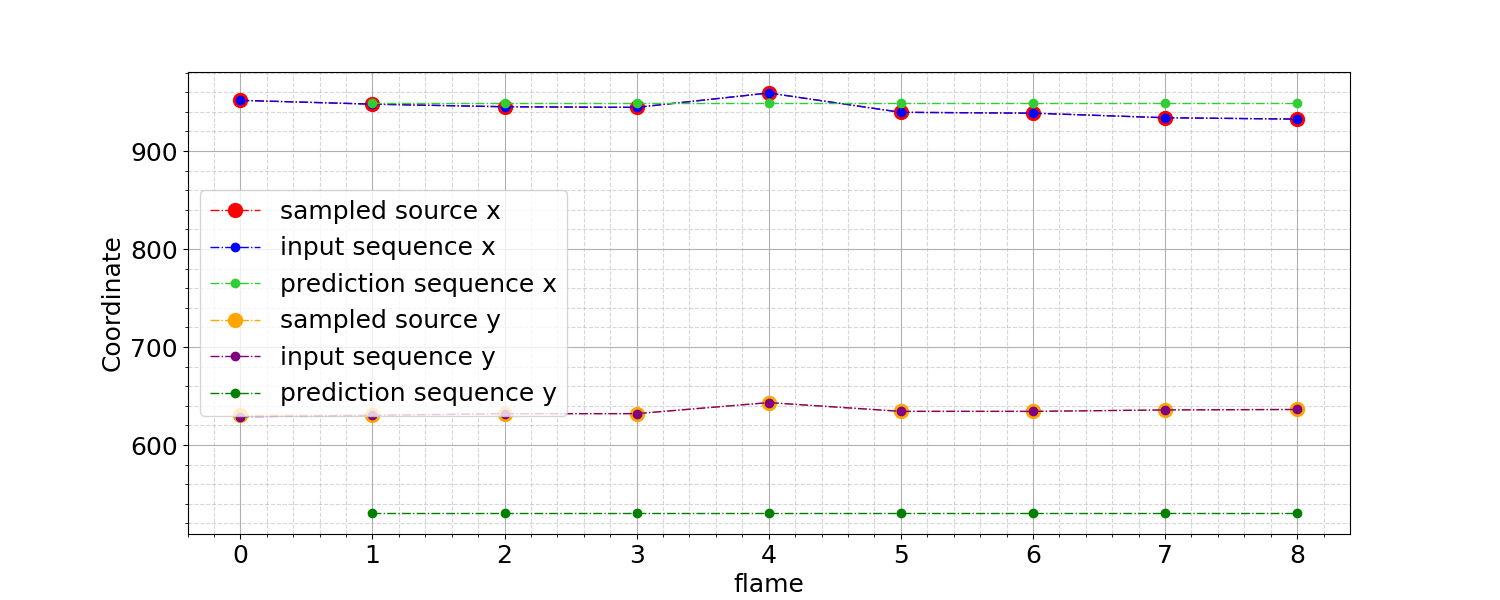 900
800
700
600
Coordinate
sampled source x
input sequence x
prediction sequence x
sampled source y
input sequence y
prediction sequence y
0 1 2 3 4 5 6 7 8
flame